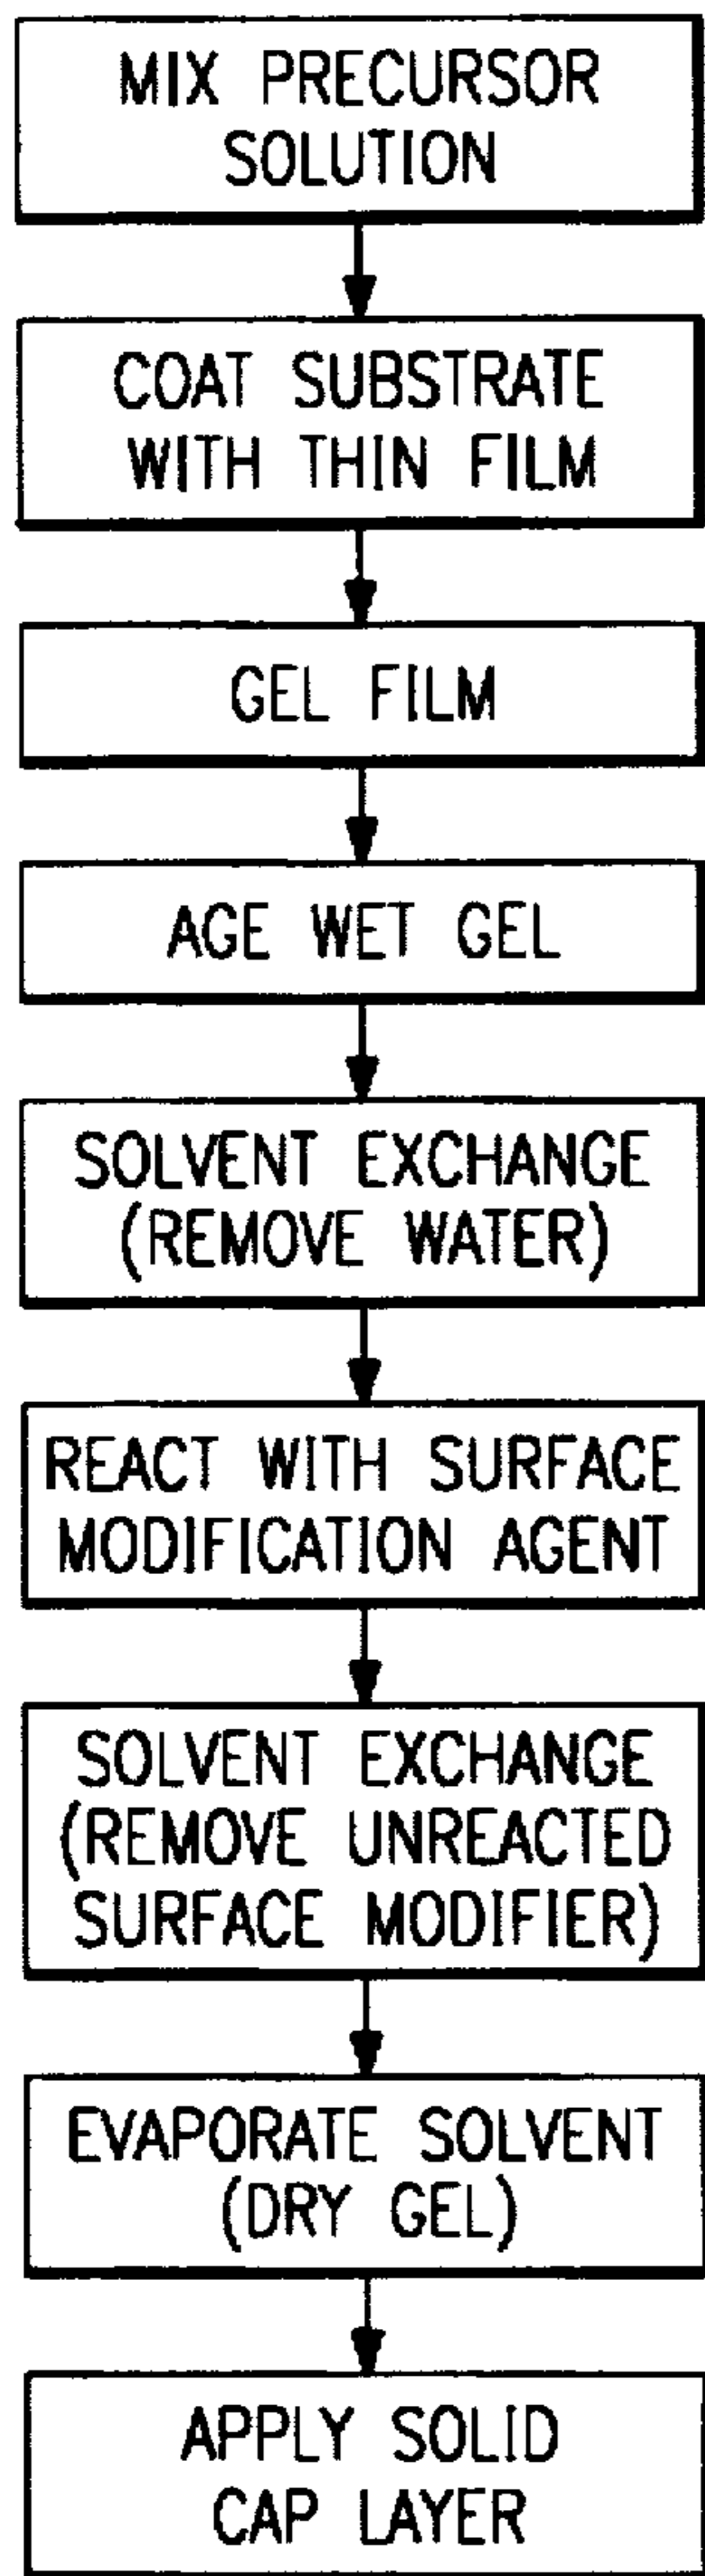 MIX PRECURSOR
SOLUTION
COAT SUBSTRATE
WITH THIN FILM
GEL FILM
AGE WET GEL
SOLVENT EXCHANGE
(REMOVE WATER)
REACT WITH SURFACE
MODIFICATION AGENT
SOLVENT EXCHANGE
(REMOVE UNREACTED
SURFACE MODIFIER)
EVAPORATE SOLVENT
(DRY GEL)
APPLY SOLID
CAP LAYER